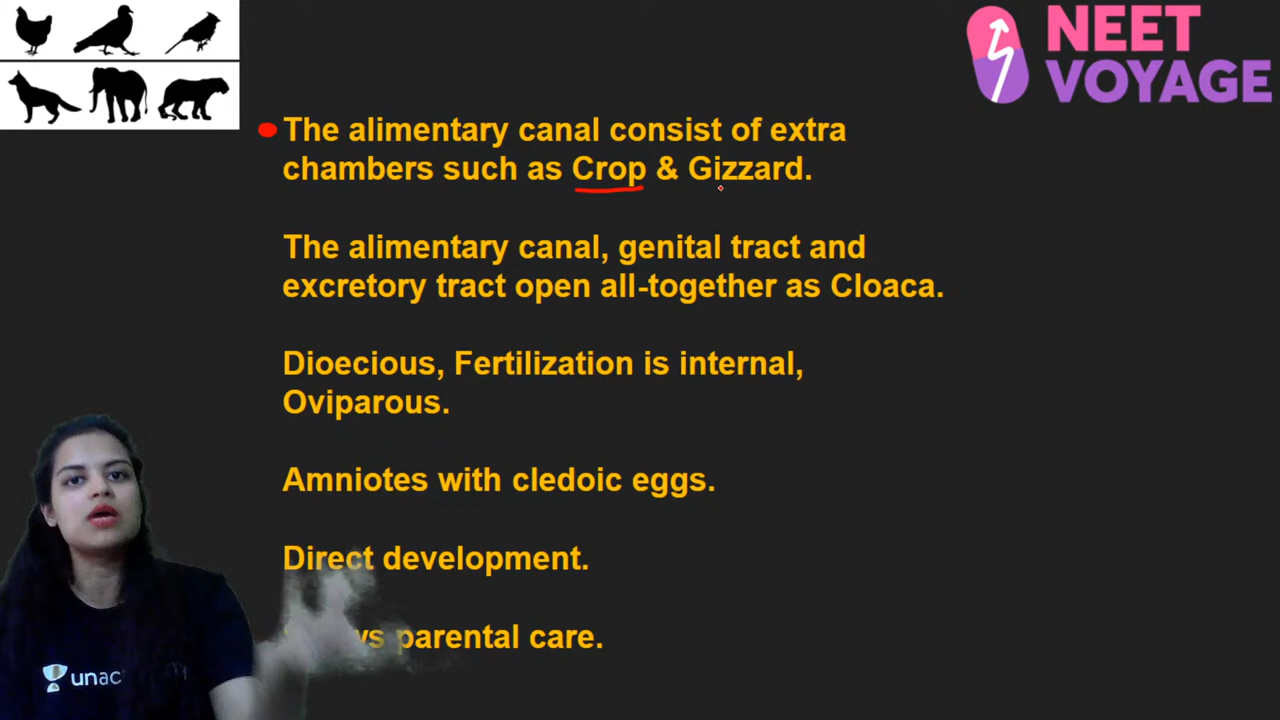 NEET
VOYAGE
The alimentary canal consist of extra
chambers such as Crop & Gizzard.
The alimentary canal, genital tract and
excretory tract open all-together as Cloaca.
Dioecious, Fertilization is internal,
Oviparous.
Amniotes with cledoic eggs.
Direct development.
parental care.